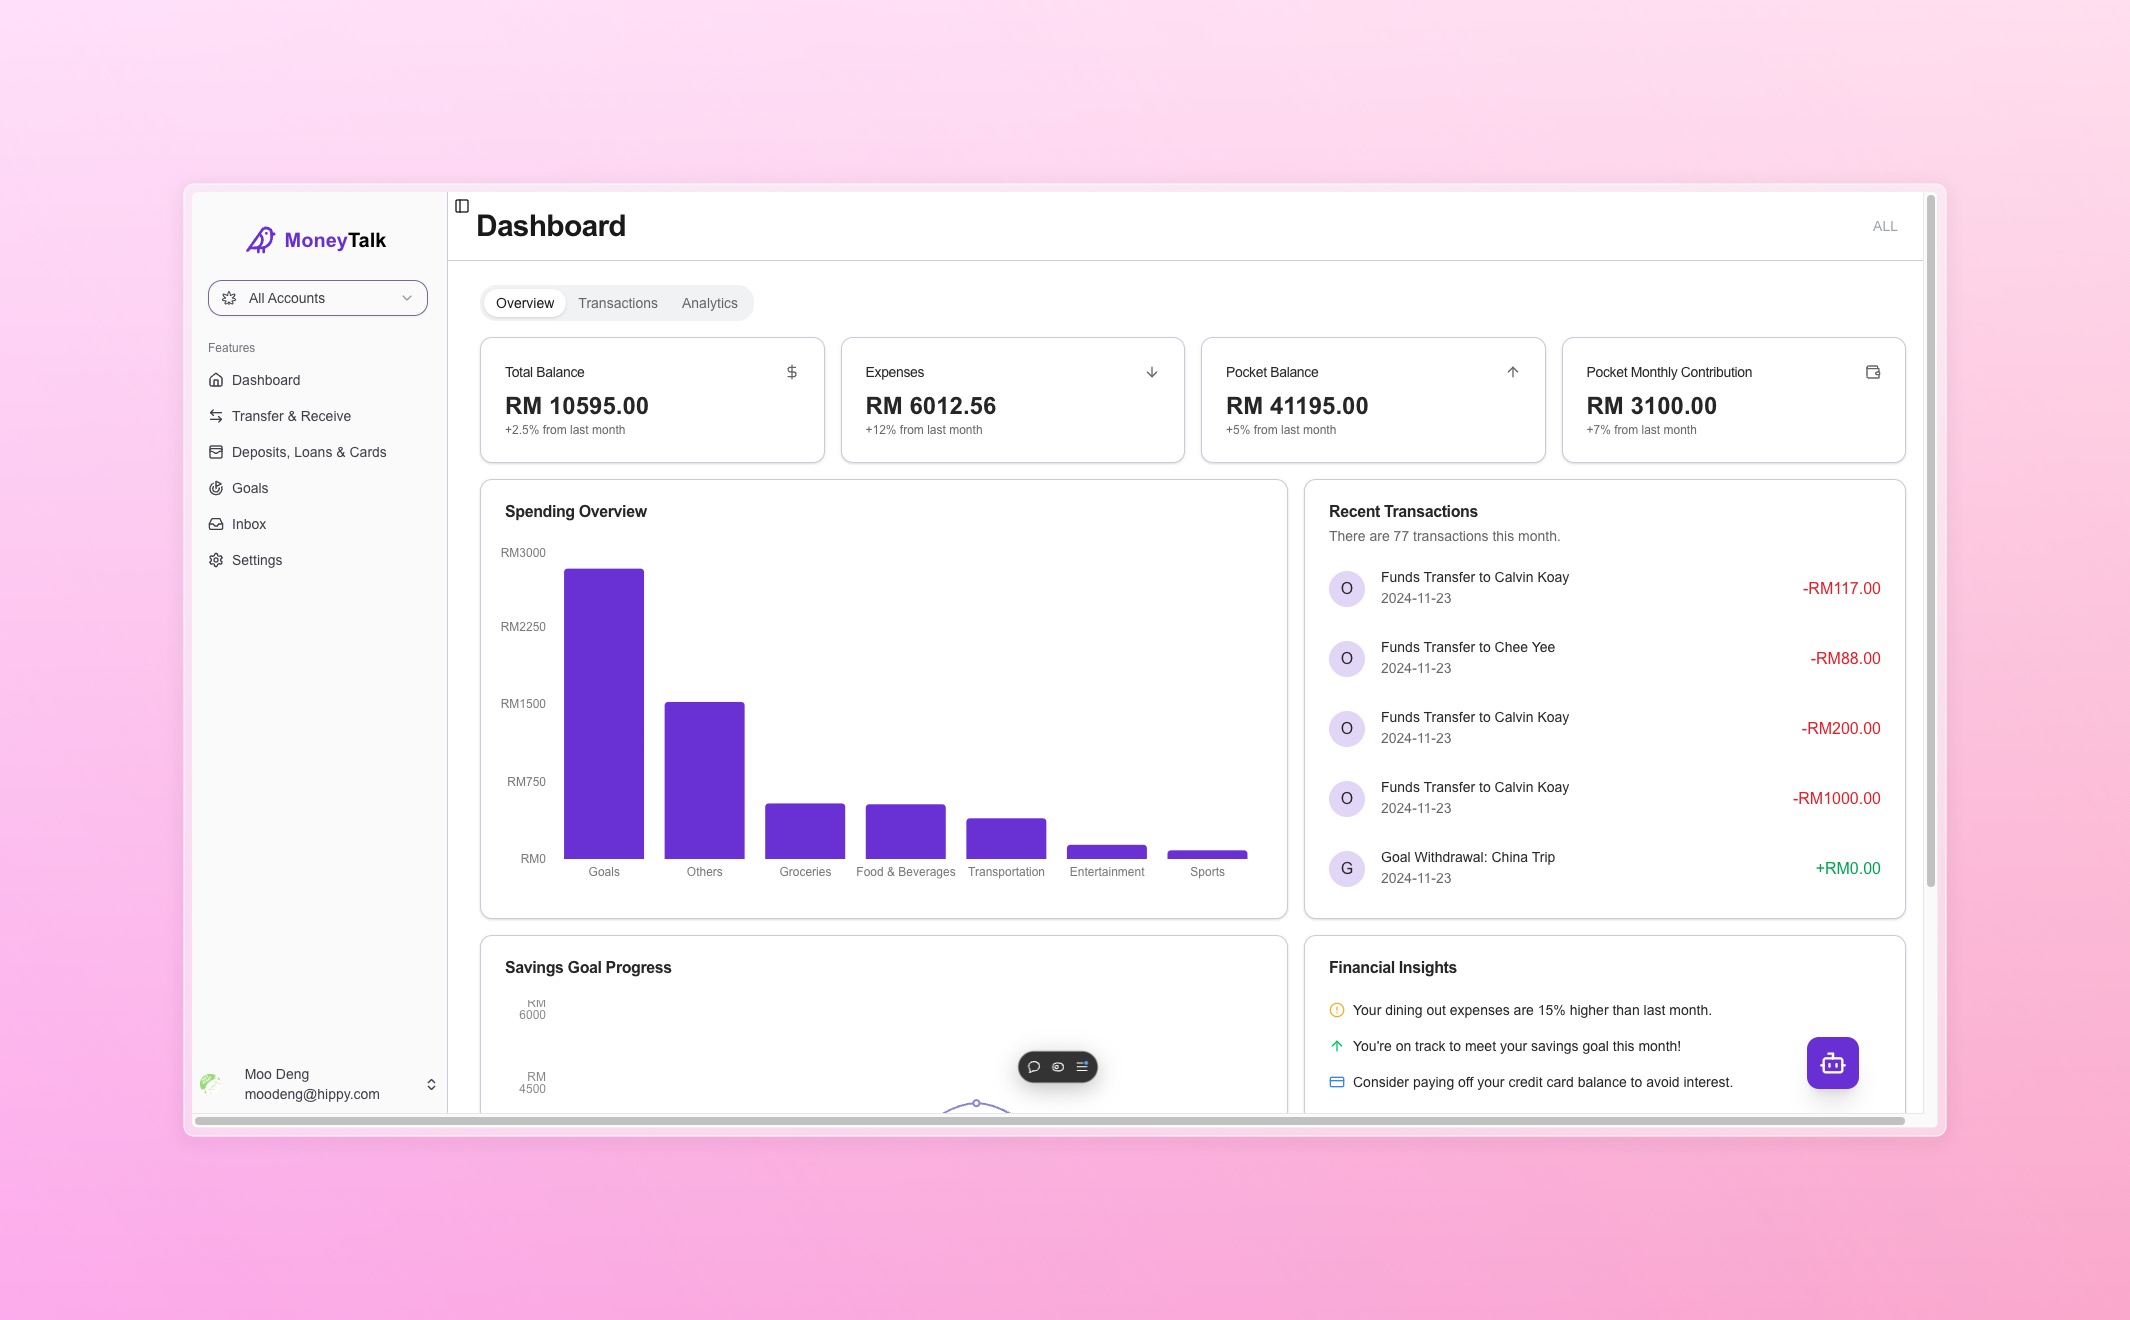 MoneyTalk
All Accounts
Features
Dashboard
Transfer & Receive
Deposits, Loans & Cards
Goals
Inbox
Settings
Moo Deng
moodeng@hippy.com
Dashboard
ALL
Overview
Transactions
Analytics
Total Balance
$
RM 10595.00
+2.5% from last month
Expenses
RM 6012.56
+12% from last month
Pocket Balance
RM 41195.00
+5% from last month
Pocket Monthly Contribution
RM 3100.00
+7% from last month
Spending Overview
RM3000
RM2250
RM1500
RM750
RM0
Goals
Others
Groceries
Food & Beverages
Transportation
Entertainment
Sports
Recent Transactions
There are 77 transactions this month.
O
Funds Transfer to Calvin Koay
2024-11-23
-RM117.00
O
Funds Transfer to Chee Yee
2024-11-23
-RM88.00
O
Funds Transfer to Calvin Koay
2024-11-23
-RM200.00
O
Funds Transfer to Calvin Koay
2024-11-23
-RM1000.00
G
Goal Withdrawal: China Trip
2024-11-23
+RM0.00
Savings Goal Progress
RM
6000
RM
4500
Financial Insights
Your dining out expenses are 15% higher than last month.
You're on track to meet your savings goal this month!
Consider paying off your credit card balance to avoid interest.